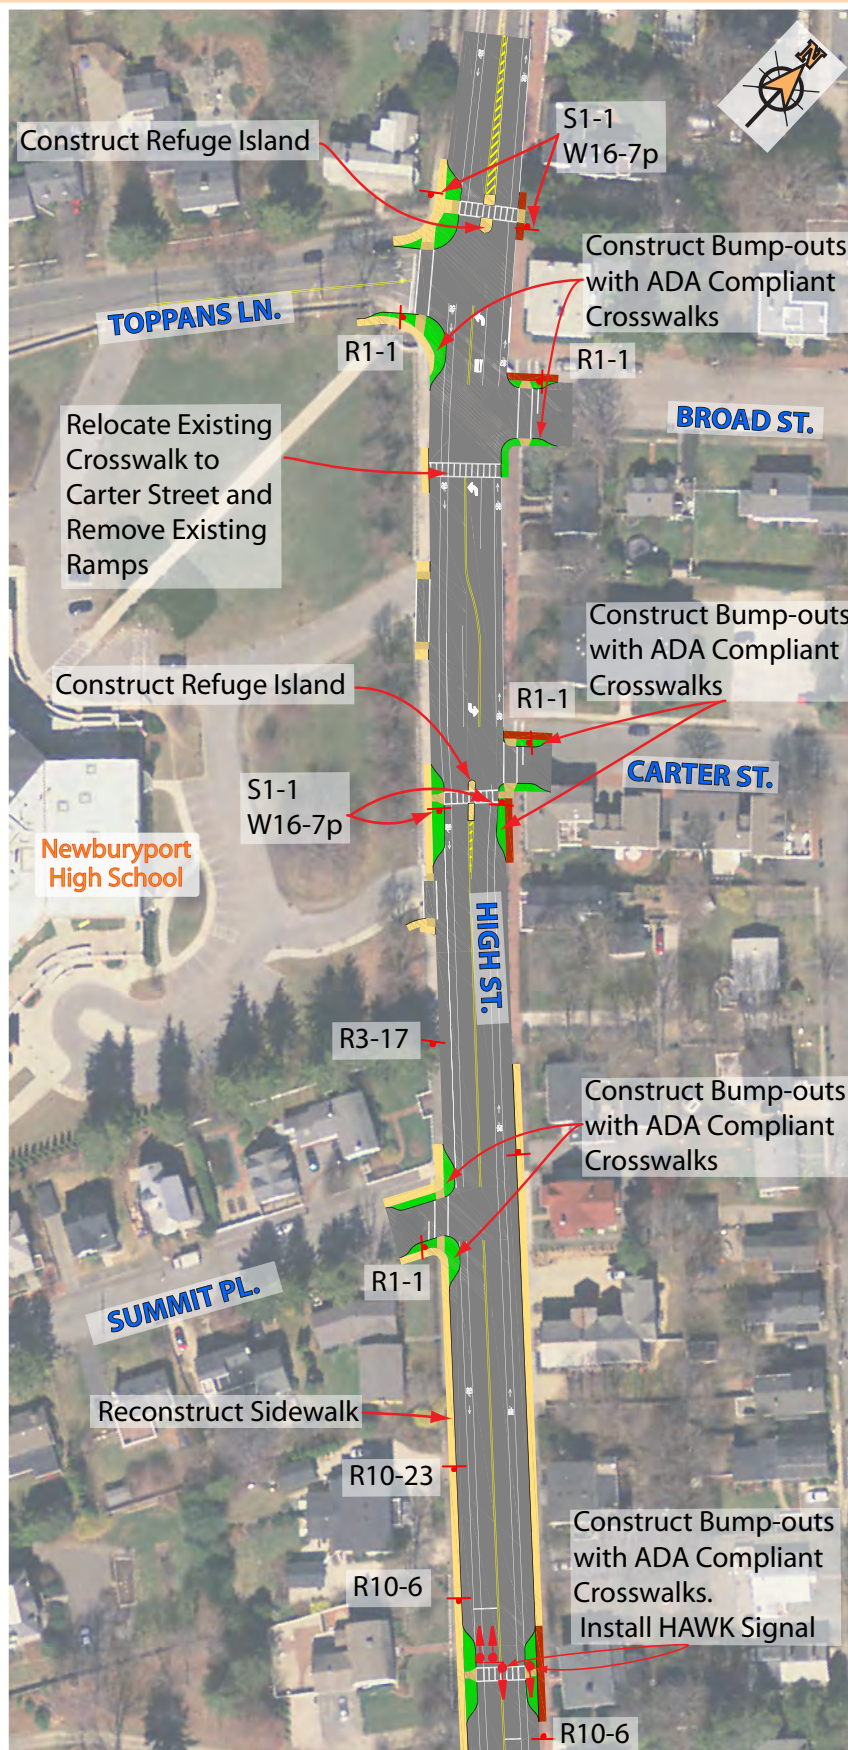 N
S1-1
W16-7p
Construct Refuge Island
Construct Bump-outs
with ADA Compliant
Crosswalks
TOPPANS LN.
R1-1
R1-1
BROAD ST.
Relocate Existing
Crosswalk to
Carter Street and
Remove Existing
Ramps
Construct Bump-outs
with ADA Compliant
Crosswalks
Construct Refuge Island
R1-1
CARTER ST.
S1-1
W16-7p
Newburyport
High School
HIGH ST.
R3-17
Construct Bump-outs
with ADA Compliant
Crosswalks
R1-1
SUMMIT PL.
Reconstruct Sidewalk
R10-23
Construct Bump-outs
with ADA Compliant
Crosswalks.
Install HAWK Signal
R10-6
R10-6